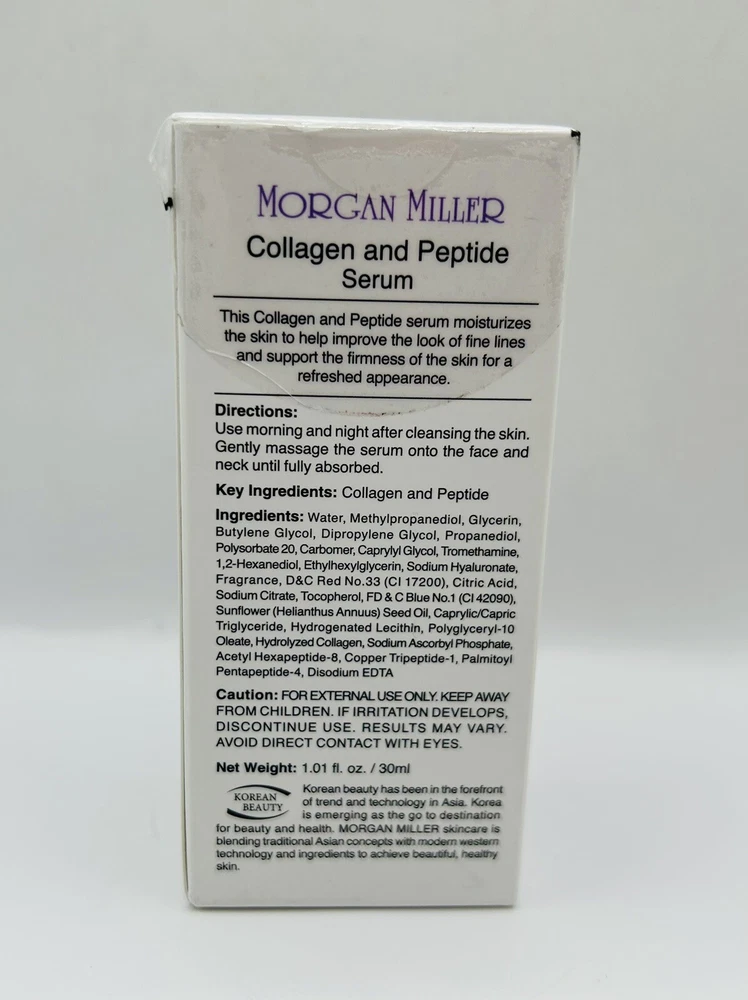 MORGAN MILLER
Collagen and Peptide
Serum
This Collagen and Peptide serum moisturizes
the skin to help improve the look of fine lines
and support the firmness of the skin for a
refreshed appearance.
Directions:
Use morning and night after cleansing the skin.
Gently massage the serum onto the face and
neck until fully absorbed.
Key Ingredients: Collagen and Peptide
Ingredients: Water, Methylpropanediol, Glycerin,
Butylene Glycol, Dipropylene Glycol, Propanediol,
Polysorbate 20, Carbomer, Caprylyl Glycol, Tromethamine,
1,2-Hexanediol, Ethylhexylglycerin, Sodium Hyaluronate,
Fragrance, D&C Red No.33 (CI 17200), Citric Acid,
Sodium Citrate, Tocopherol, FD & C Blue No.1 (CI 42090),
Sunflower (Helianthus Annuus) Seed Oil, Caprylic/Capric
Triglyceride, Hydrogenated Lecithin, Polyglyceryl-10
Oleate, Hydrolyzed Collagen, Sodium Ascorbyl Phosphate,
Acetyl Hexapeptide-8, Copper Tripeptide-1, Palmitoyl
Pentapeptide-4, Disodium EDTA
Caution: FOR EXTERNAL USE ONLY. KEEP AWAY
FROM CHILDREN. IF IRRITATION DEVELOPS,
DISCONTINUE USE. RESULTS MAY VARY.
AVOID DIRECT CONTACT WITH EYES.
Net Weight: 1.01 fl. oz. / 30ml
KOREAN
BEAUTY
Korean beauty has been in the forefront
of trend and technology in Asia. Korea
is emerging as the go to destination
for beauty and health. MORGAN MILLER skincare is
blending traditional Asian concepts with modern western
technology and ingredients to achieve beautiful, healthy
skin.